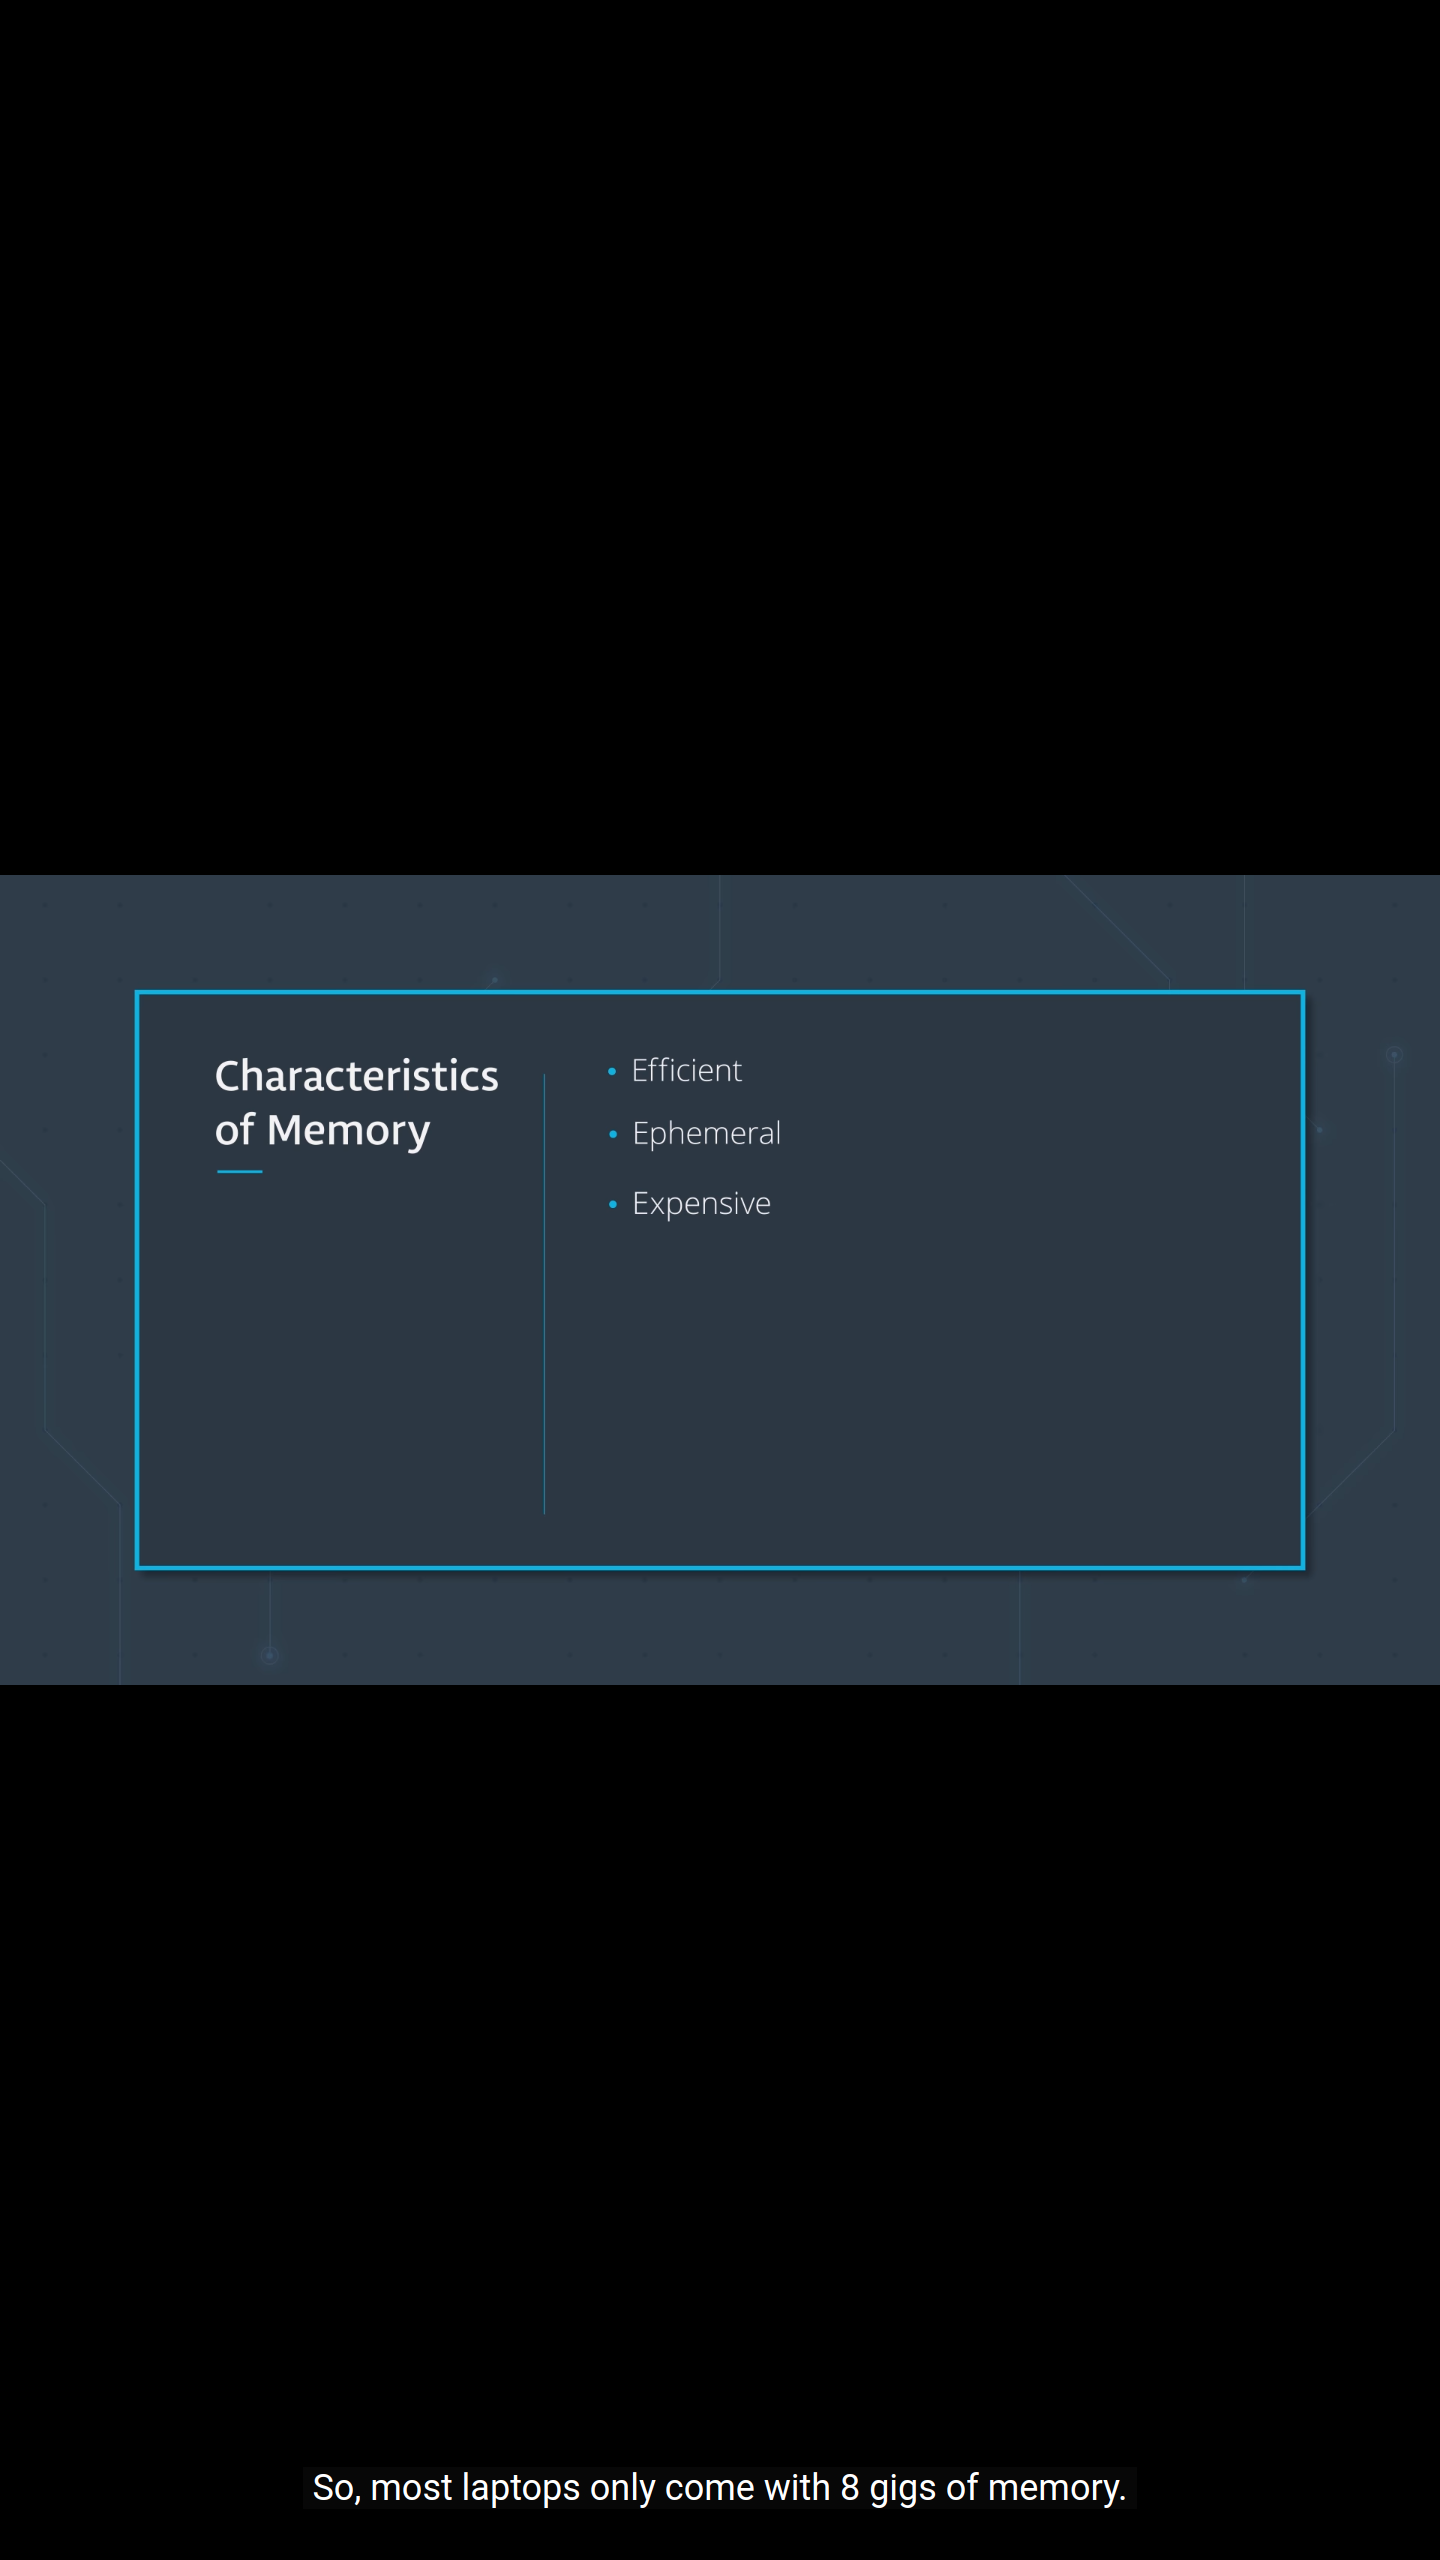 Characteristics
of Memory
• Efficient
• Ephemeral
• Expensive
So, most laptops only come with 8 gigs of memory.